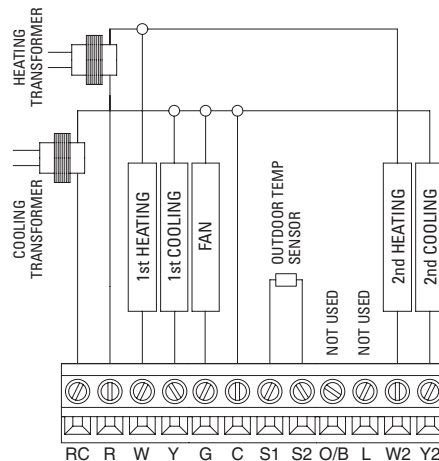 HEATING
TRANSFORMER
COOLING
TRANSFORMER
1st HEATING
1st COOLING
FAN
OUTDOOR TEMP
SENSOR
NOT USED
NOT USED
2nd HEATING
2nd COOLING
RC R W Y G C S1 S2 O/B L W2 Y2